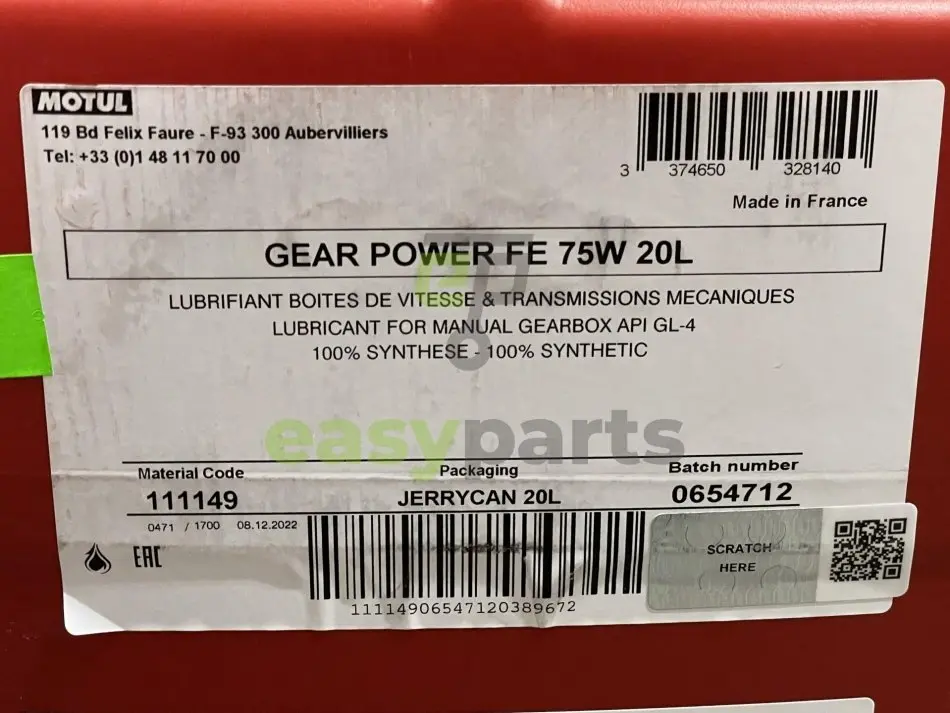 MOTUL
119 Bd Felix Faure - F-93 300 Aubervilliers
Tel: +33 (0)1 48 11 70 00
3 374650 328140
Made in France
GEAR POWER FE 75W 20L
LUBRIFIANT BOITES DE VITESSE & TRANSMISSIONS MECANIQUES
LUBRICANT FOR MANUAL GEARBOX API GL-4
100% SYNTHESE - 100% SYNTHETIC
easyparts
Material Code
111149
Packaging
JERRYCAN 20L
Batch number
0654712
0471 / 1700 08.12.2022
EAC
11114906547120389672
SCRATCH
HERE